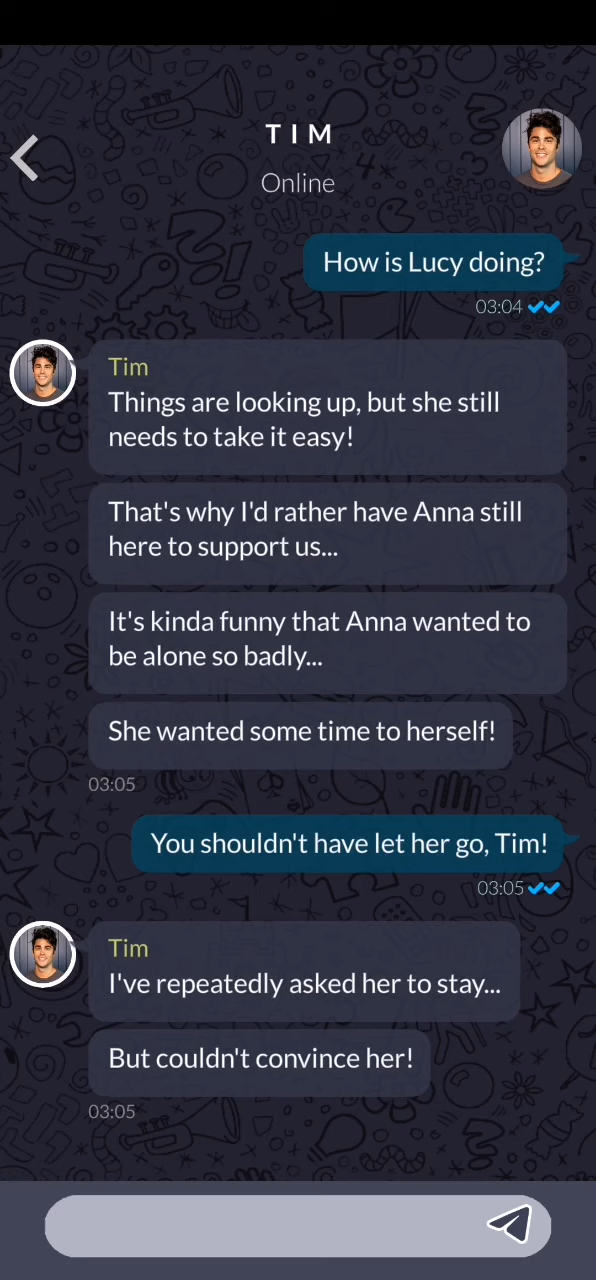 TIM
Online
How is Lucy doing?
03:04
Tim
Things are looking up, but she still
needs to take it easy!
That's why I'd rather have Anna still
here to support us...
It's kinda funny that Anna wanted to
be alone so badly...
She wanted some time to herself!
03:05
You shouldn't have let her go, Tim!
03:05
Tim
I've repeatedly asked her to stay...
But couldn't convince her!
03:05